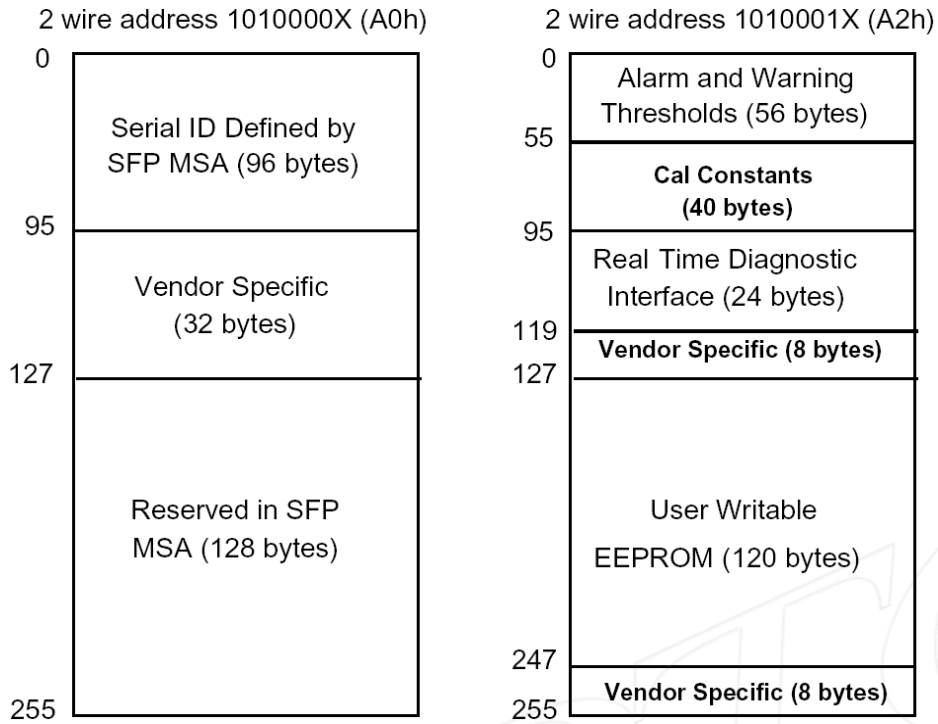 2 wire address 1010000X (A0h)
0
Serial ID Defined by
SFP MSA (96 bytes)
95
Vendor Specific
(32 bytes)
127
Reserved in SFP
MSA (128 bytes)
255
2 wire address 1010001X (A2h)
0
Alarm and Warning
Thresholds (56 bytes)
55
Cal Constants
(40 bytes)
95
Real Time Diagnostic
Interface (24 bytes)
119
Vendor Specific (8 bytes)
127
User Writable
EEPROM (120 bytes)
247
Vendor Specific (8 bytes)
255